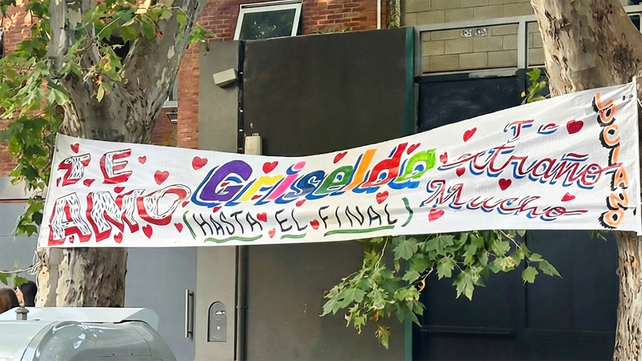 TE AMO
Griselda
(HASTA EL FINAL)
Te extraño
Mucho
LUCIANO